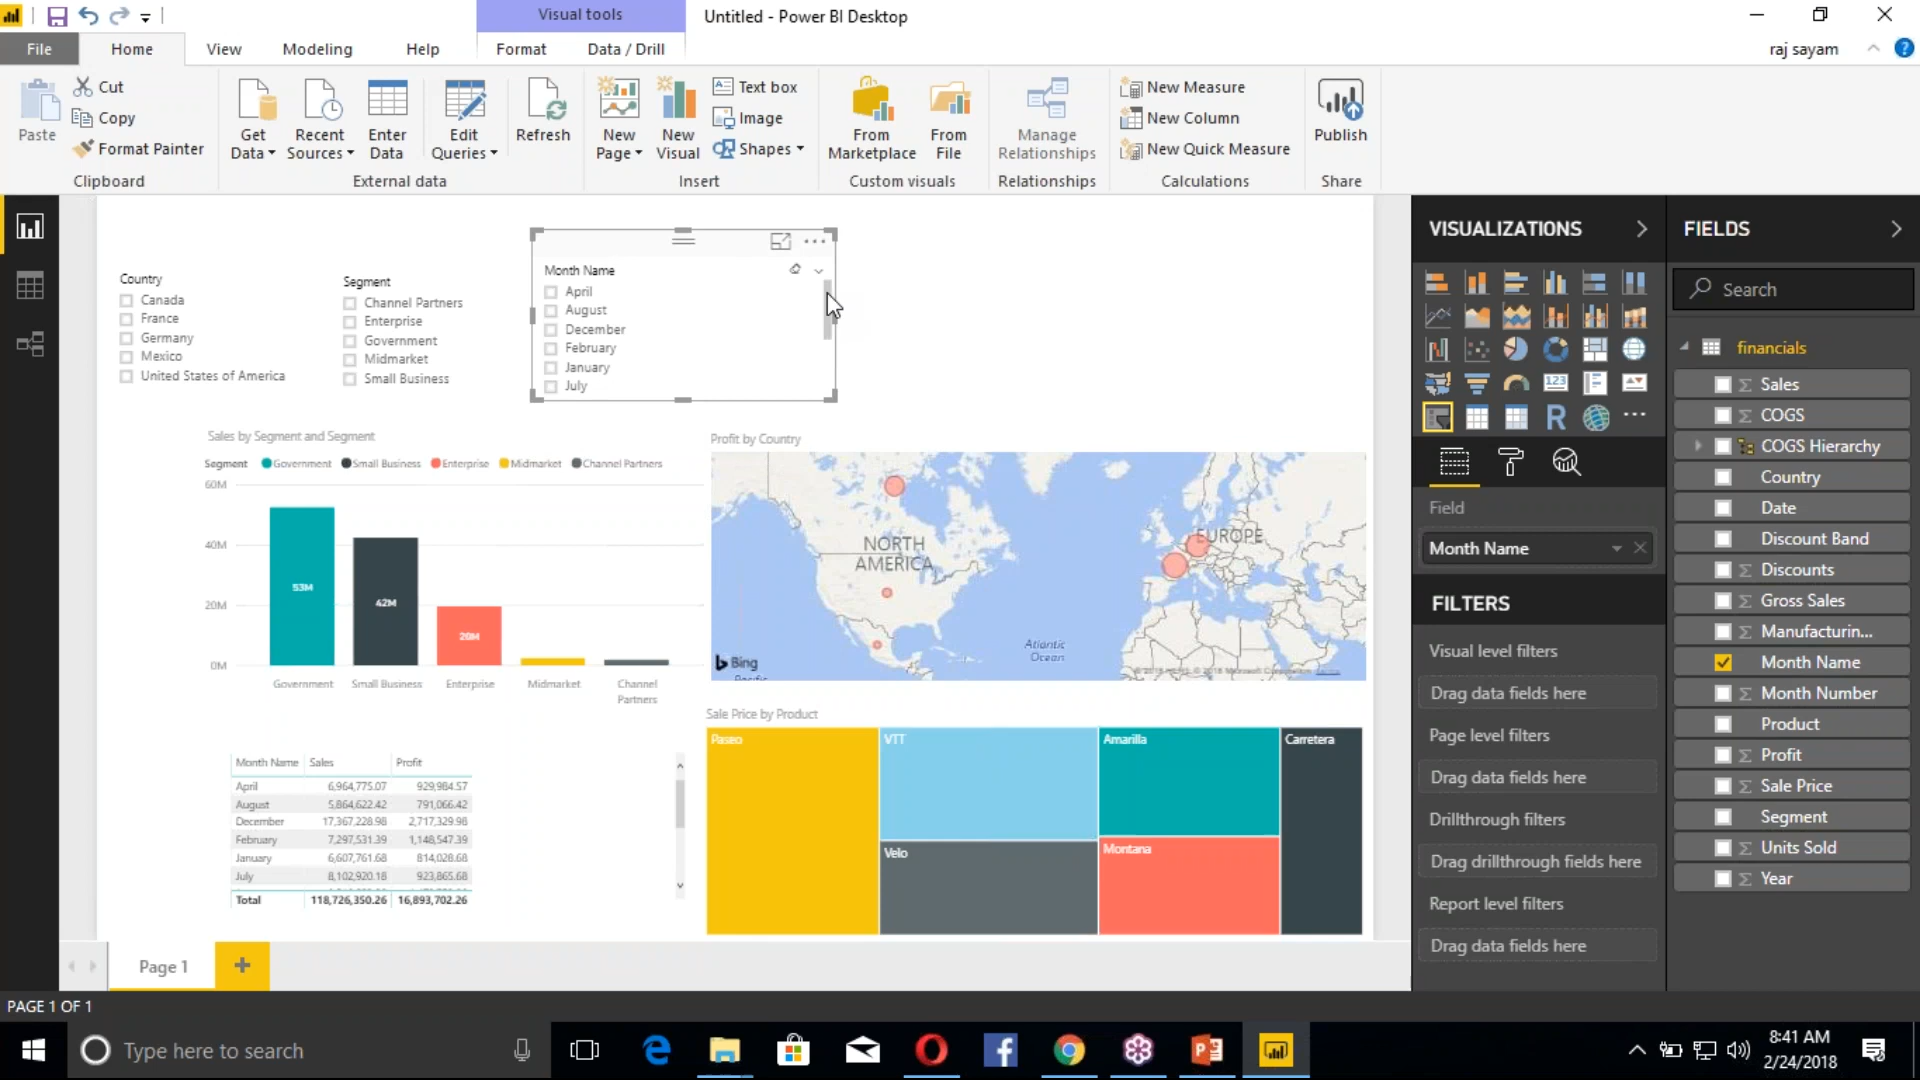 Visual tools
Untitled - Power BI Desktop
File
Home
View
Modeling
Help
Format
Data / Drill
raj sayam
Paste
Cut
Copy
Format Painter
Clipboard
Get Data
Recent Sources
Enter Data
Edit Queries
Refresh
External data
New Page
New Visual
Text box
Image
Shapes
Insert
From Marketplace
From File
Custom visuals
Manage Relationships
Relationships
New Measure
New Column
New Quick Measure
Calculations
Publish
Share
Country
Canada
France
Germany
Mexico
United States of America
Segment
Channel Partners
Enterprise
Government
Midmarket
Small Business
Month Name
April
August
December
February
January
July
Sales by Segment and Segment
Segment Government Small Business Enterprise Midmarket Channel Partners
60M
40M
20M
0M
53M
42M
20M
Government Small Business Enterprise Midmarket Channel Partners
Profit by Country
NORTH AMERICA
EUROPE
Atlantic Ocean
Bing
Pacific
Month Name Sales Profit
April 6,964,775.07 929,984.57
August 5,864,622.42 791,066.42
December 17,367,228.98 2,717,329.98
February 7,297,531.39 1,148,547.39
January 6,607,761.68 814,028.68
July 8,102,920.18 923,865.68
Total 118,726,350.26 16,893,702.26
Sale Price by Product
Paseo
VTT
Velo
Amarilla
Montana
Carretera
Page 1
PAGE 1 OF 1
VISUALIZATIONS
123
R
Field
Month Name
FILTERS
Visual level filters
Drag data fields here
Page level filters
Drag data fields here
Drillthrough filters
Drag drillthrough fields here
Report level filters
Drag data fields here
FIELDS
Search
financials
Sales
COGS
COGS Hierarchy
Country
Date
Discount Band
Discounts
Gross Sales
Manufacturin...
Month Name
Month Number
Product
Profit
Sale Price
Segment
Units Sold
Year
Type here to search
8:41 AM
2/24/2018